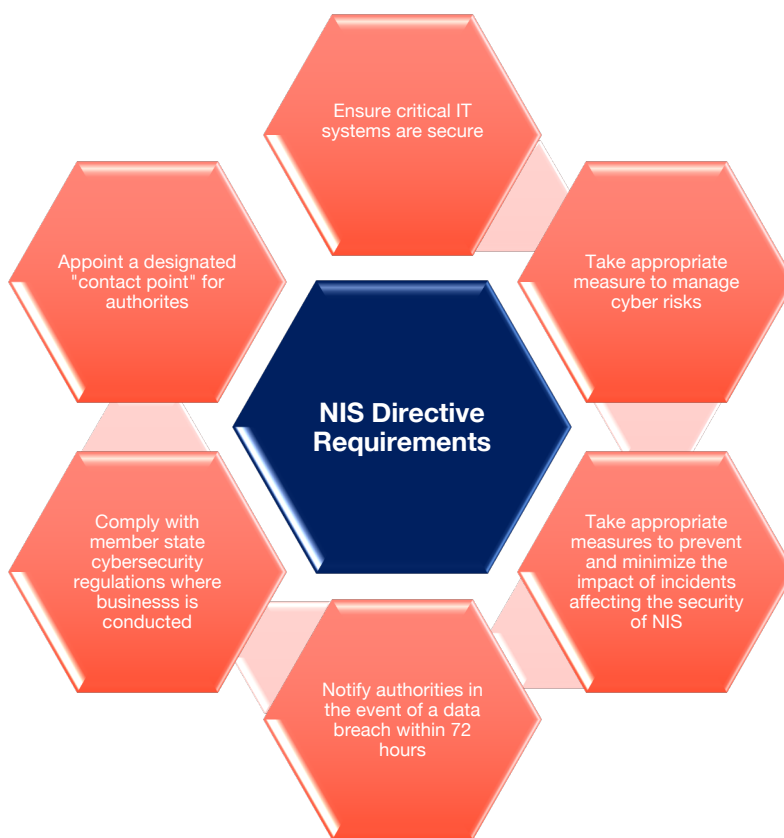 Ensure critical IT
systems are secure
Take appropriate
measure to manage
cyber risks
Take appropriate
measures to prevent
and minimize the
impact of incidents
affecting the security
of NIS
Notify authorities in
the event of a data
breach within 72
hours
Comply with
member state
cybersecurity
regulations where
businesss is
conducted
Appoint a designated
"contact point" for
authorites
NIS Directive
Requirements